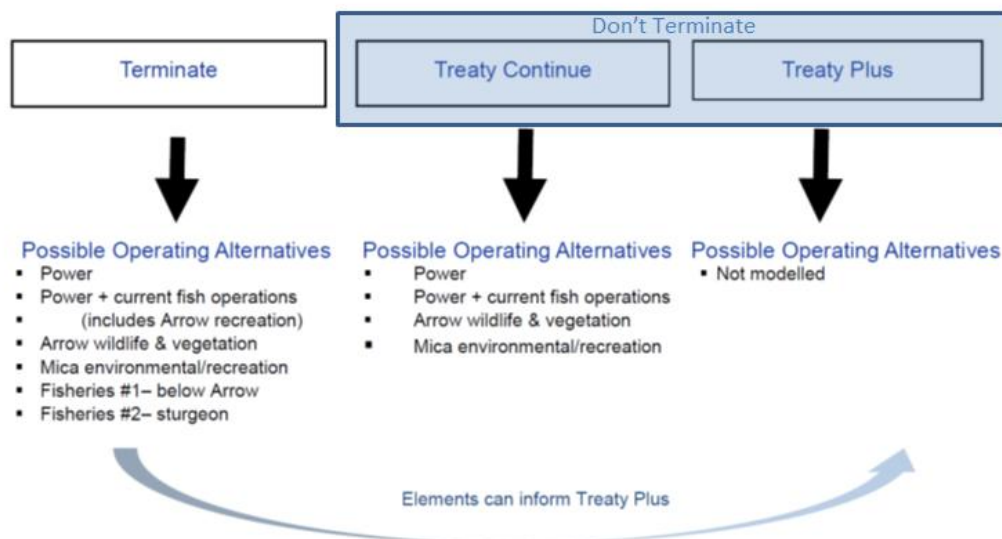 Don't Terminate
Terminate
Treaty Continue
Treaty Plus
Possible Operating Alternatives
▪ Power
▪ Power + current fish operations
▪ (includes Arrow recreation)
▪ Arrow wildlife & vegetation
▪ Mica environmental/recreation
▪ Fisheries #1– below Arrow
▪ Fisheries #2– sturgeon
Possible Operating Alternatives
▪ Power
▪ Power + current fish operations
▪ Arrow wildlife & vegetation
▪ Mica environmental/recreation
Possible Operating Alternatives
▪ Not modelled
Elements can inform Treaty Plus